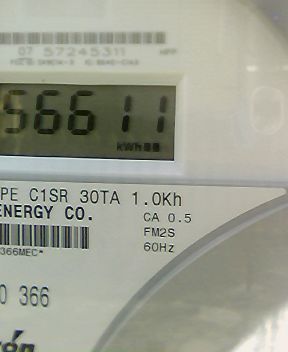 07 57245311
56611
kWh
PE C1SR 30TA 1.0Kh
ENERGY CO.
CA 0.5
FM2S
60Hz
366MEC*
0 366